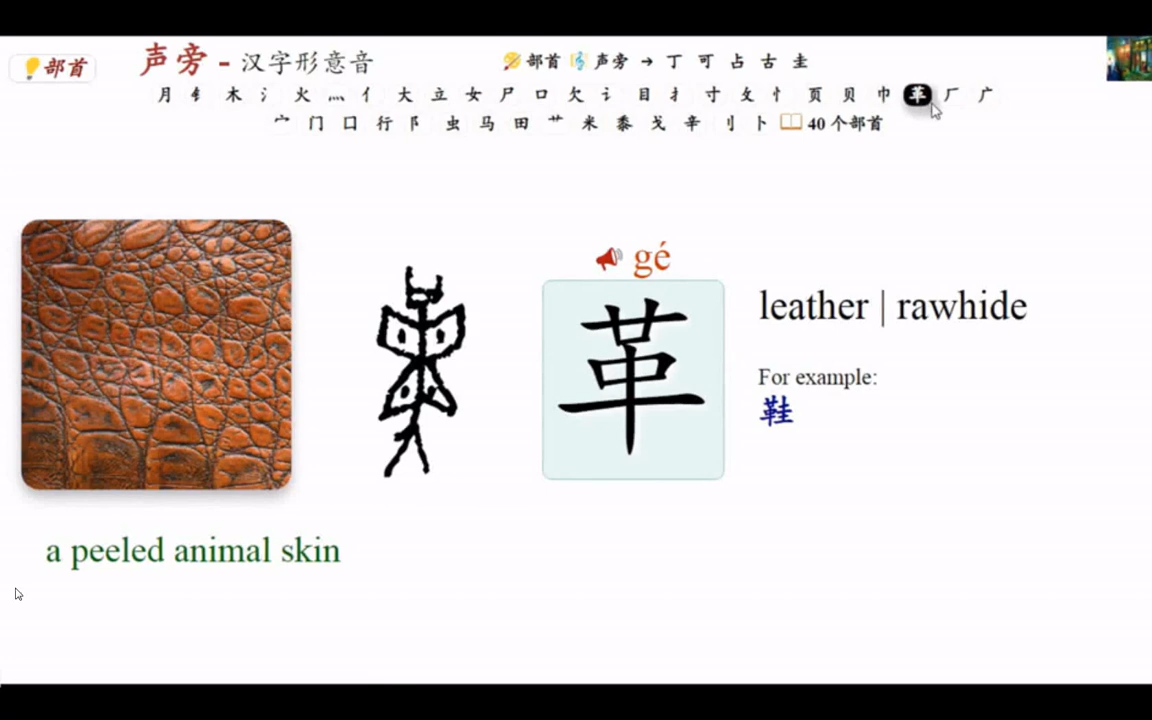 部首
声旁 - 汉字形意音
部首 声旁 → 丁 可 占 古 圭
月 钅 木 氵 火 灬 亻 大 立 女 尸 口 欠 讠 目 扌 寸 攵 忄 页 贝 巾 革 厂 广
宀 门 囗 行 阝 虫 马 田 艹 米 黍 戈 辛 刂 卜 40 个部首
gé
革
leather | rawhide
For example:
鞋
a peeled animal skin